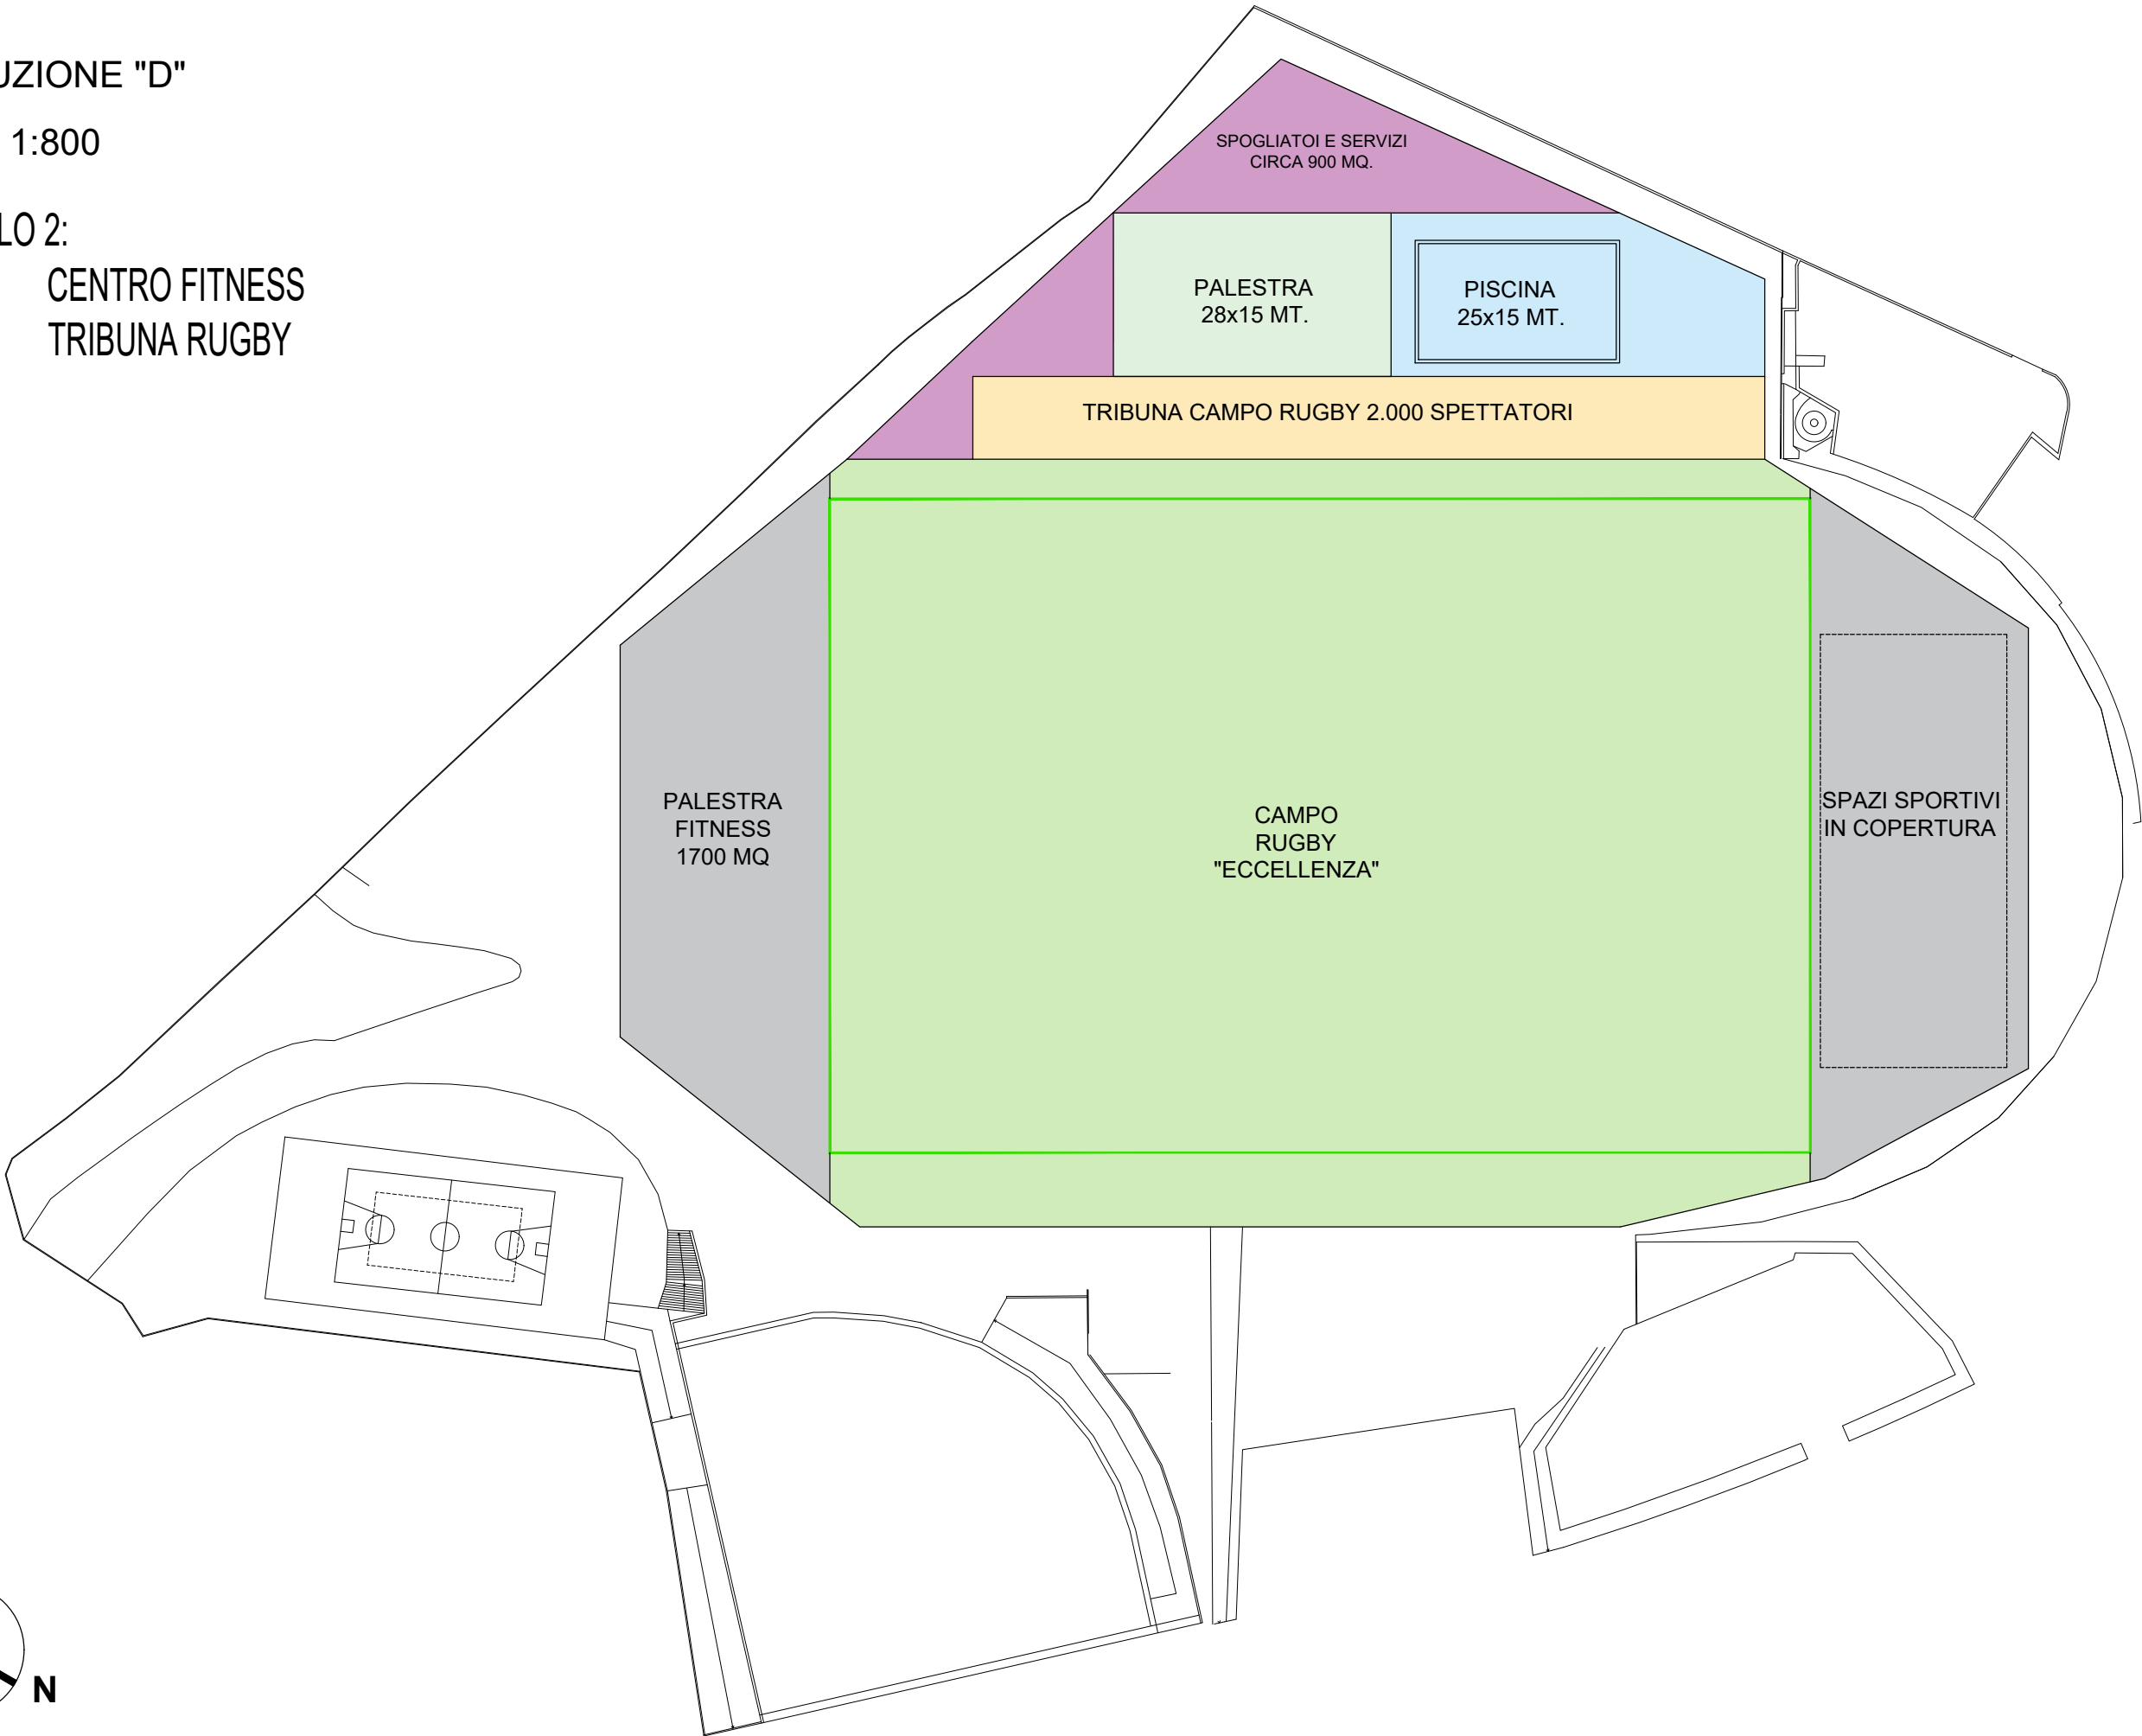 UZIONE "D"
1:800
LO 2:
CENTRO FITNESS
TRIBUNA RUGBY
SPOGLIATOI E SERVIZI
CIRCA 900 MQ.
PALESTRA
28x15 MT.
PISCINA
25x15 MT.
TRIBUNA CAMPO RUGBY 2.000 SPETTATORI
PALESTRA
FITNESS
1700 MQ
CAMPO
RUGBY
"ECCELLENZA"
SPAZI SPORTIVI
IN COPERTURA
N